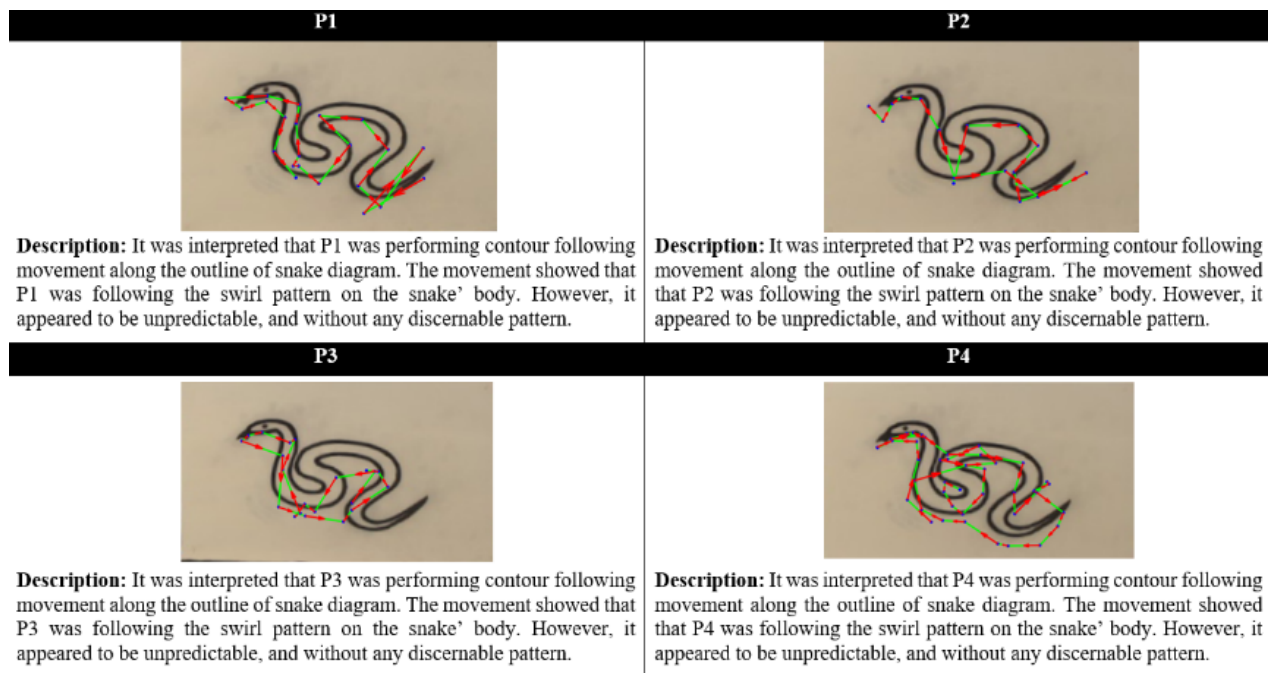 P1
P2
Description: It was interpreted that P1 was performing contour following
movement along the outline of snake diagram. The movement showed that
P1 was following the swirl pattern on the snake’ body. However, it
appeared to be unpredictable, and without any discernable pattern.
Description: It was interpreted that P2 was performing contour following
movement along the outline of snake diagram. The movement showed
that P2 was following the swirl pattern on the snake’ body. However, it
appeared to be unpredictable, and without any discernable pattern.
P3
P4
Description: It was interpreted that P3 was performing contour following
movement along the outline of snake diagram. The movement showed that
P3 was following the swirl pattern on the snake’ body. However, it
appeared to be unpredictable, and without any discernable pattern.
Description: It was interpreted that P4 was performing contour following
movement along the outline of snake diagram. The movement showed
that P4 was following the swirl pattern on the snake’ body. However, it
appeared to be unpredictable, and without any discernable pattern.